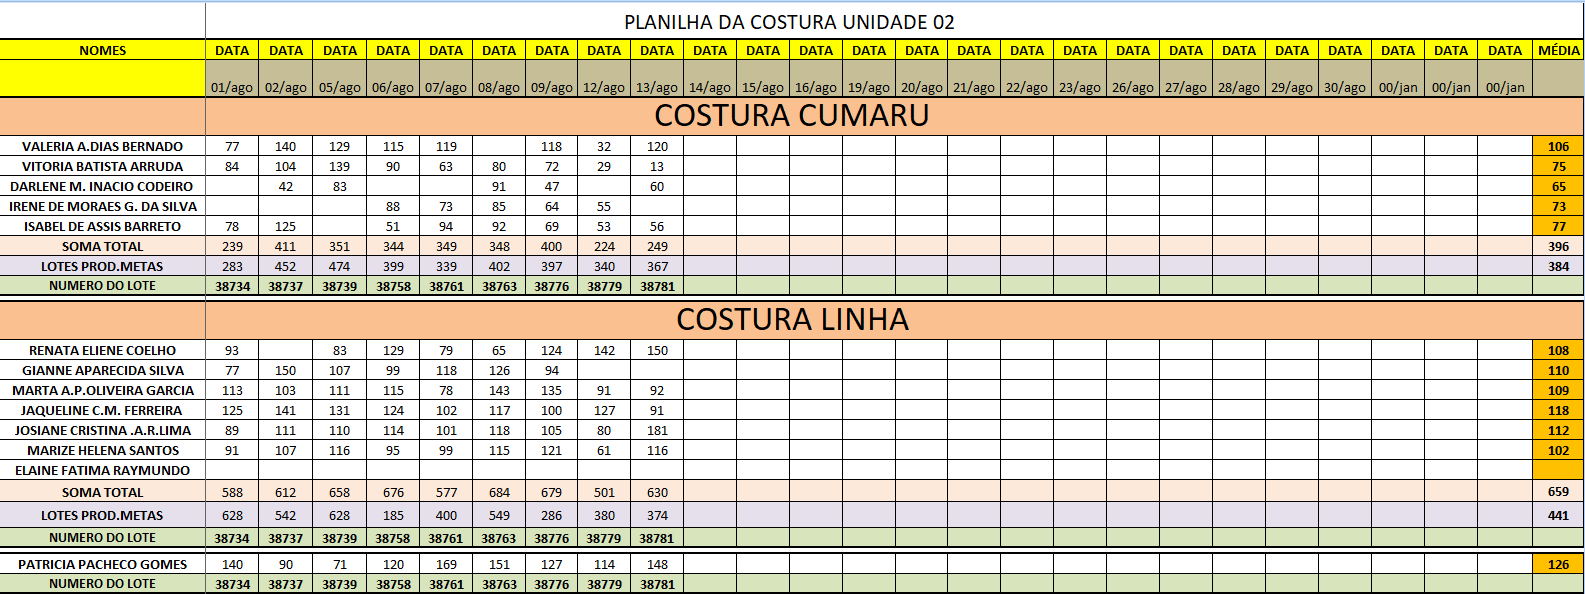 PLANILHA DA COSTURA UNIDADE 02
NOMES DATA DATA DATA DATA DATA DATA DATA DATA DATA DATA DATA DATA DATA DATA DATA DATA DATA DATA DATA DATA DATA DATA DATA DATA DATA MÉDIA
01/ago 02/ago 05/ago 06/ago 07/ago 08/ago 09/ago 12/ago 13/ago 14/ago 15/ago 16/ago 19/ago 20/ago 21/ago 22/ago 23/ago 26/ago 27/ago 28/ago 29/ago 30/ago 00/jan 00/jan 00/jan
COSTURA CUMARU
VALERIA A.DIAS BERNADO 77 140 129 115 119 118 32 120 106
VITORIA BATISTA ARRUDA 84 104 139 90 63 80 72 29 13 75
DARLENE M. INACIO CODEIRO 42 83 91 47 60 65
IRENE DE MORAES G. DA SILVA 88 73 85 64 55 73
ISABEL DE ASSIS BARRETO 78 125 51 94 92 69 53 56 77
SOMA TOTAL 239 411 351 344 349 348 400 224 249 396
LOTES PROD.METAS 283 452 474 399 339 402 397 340 367 384
NUMERO DO LOTE 38734 38737 38739 38758 38761 38763 38776 38779 38781
COSTURA LINHA
RENATA ELIENE COELHO 93 83 129 79 65 124 142 150 108
GIANNE APARECIDA SILVA 77 150 107 99 118 126 94 110
MARTA A.P.OLIVEIRA GARCIA 113 103 111 115 78 143 135 91 92 109
JAQUELINE C.M. FERREIRA 125 141 131 124 102 117 100 127 91 118
JOSIANE CRISTINA .A.R.LIMA 89 111 110 114 101 118 105 80 181 112
MARIZE HELENA SANTOS 91 107 116 95 99 115 121 61 116 102
ELAINE FATIMA RAYMUNDO
SOMA TOTAL 588 612 658 676 577 684 679 501 630 659
LOTES PROD.METAS 628 542 628 185 400 549 286 380 374 441
NUMERO DO LOTE 38734 38737 38739 38758 38761 38763 38776 38779 38781
PATRICIA PACHECO GOMES 140 90 71 120 169 151 127 114 148 126
NUMERO DO LOTE 38734 38737 38739 38758 38761 38763 38776 38779 38781